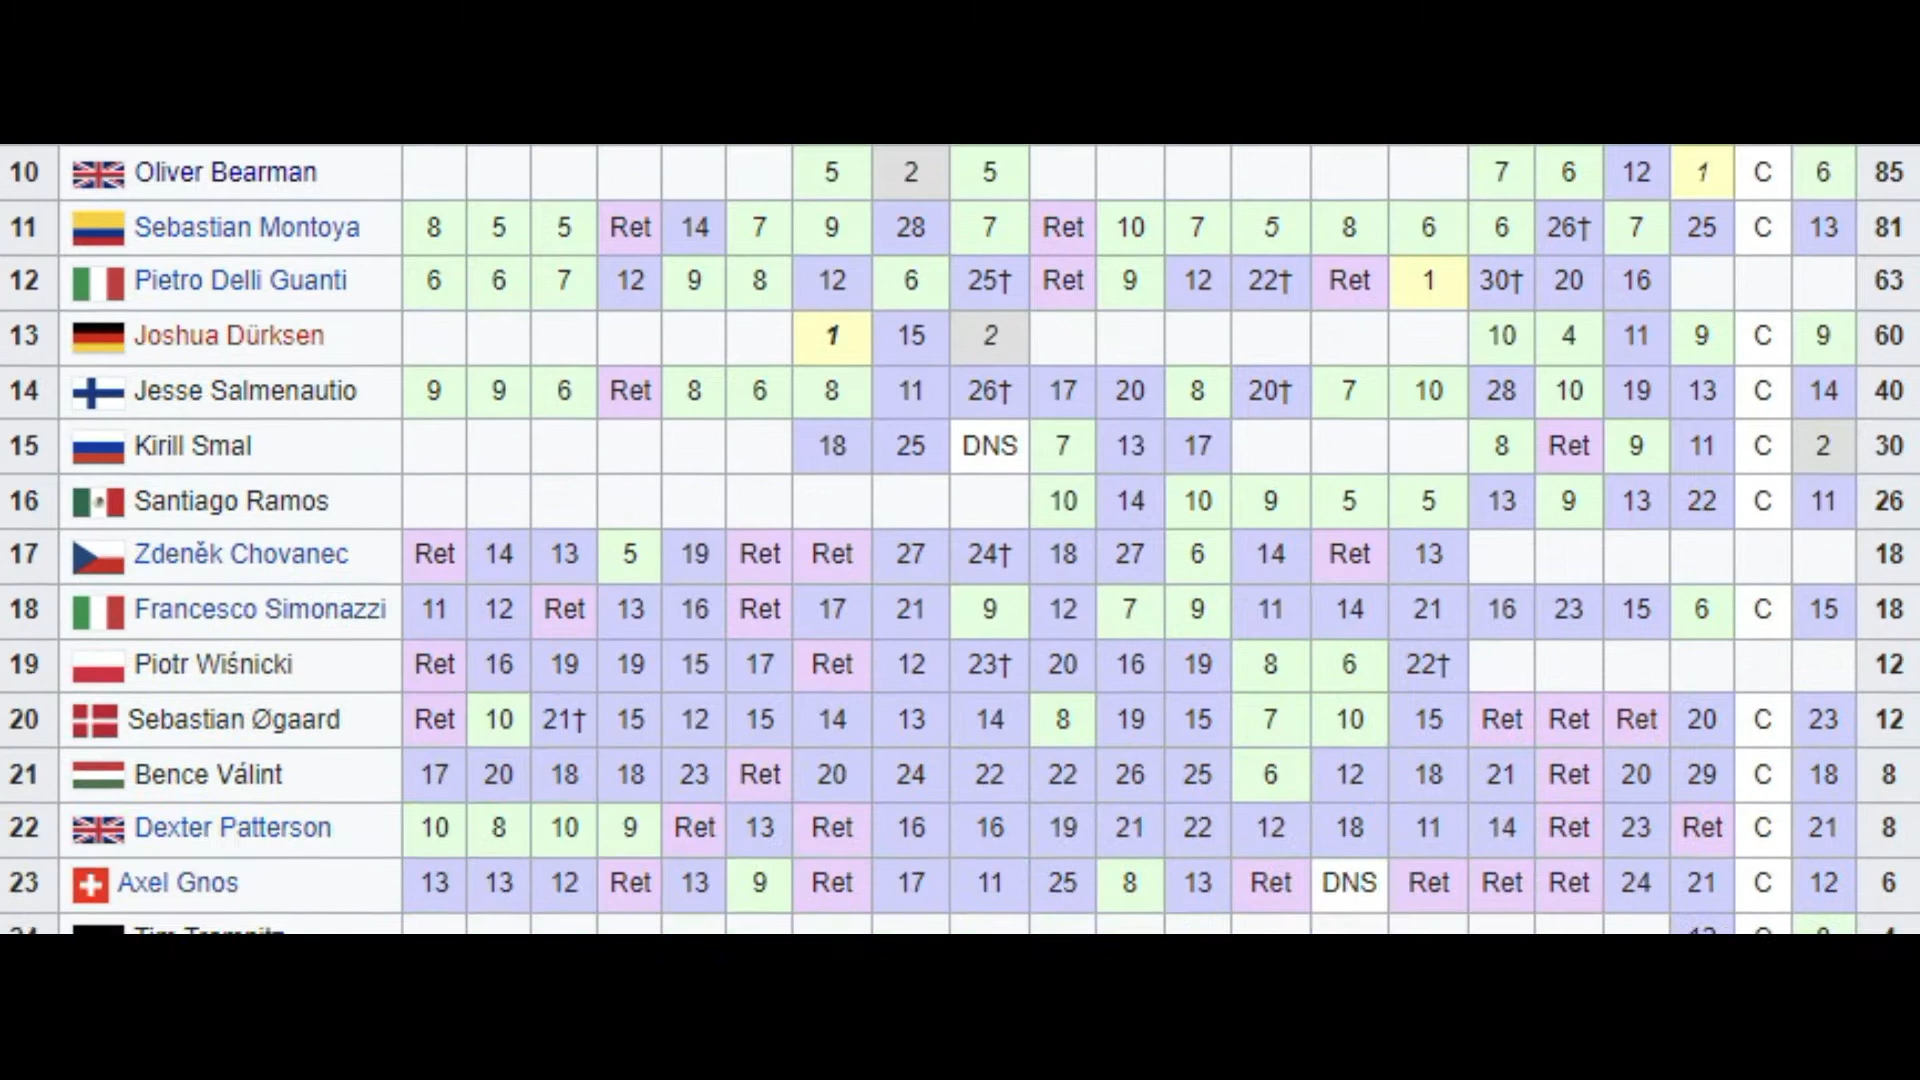 10 Oliver Bearman 5 2 5 7 6 12 1 C 6 85
11 Sebastian Montoya 8 5 5 Ret 14 7 9 28 7 Ret 10 7 5 8 6 6 26† 7 25 C 13 81
12 Pietro Delli Guanti 6 6 7 12 9 8 12 6 25† Ret 9 12 22† Ret 1 30† 20 16 63
13 Joshua Dürksen 1 15 2 10 4 11 9 C 9 60
14 Jesse Salmenautio 9 9 6 Ret 8 6 8 11 26† 17 20 8 20† 7 10 28 10 19 13 C 14 40
15 Kirill Smal 18 25 DNS 7 13 17 8 Ret 9 11 C 2 30
16 Santiago Ramos 10 14 10 9 5 5 13 9 13 22 C 11 26
17 Zdeněk Chovanec Ret 14 13 5 19 Ret Ret 27 24† 18 27 6 14 Ret 13 18
18 Francesco Simonazzi 11 12 Ret 13 16 Ret 17 21 9 12 7 9 11 14 21 16 23 15 6 C 15 18
19 Piotr Wiśnicki Ret 16 19 19 15 17 Ret 12 23† 20 16 19 8 6 22† 12
20 Sebastian Øgaard Ret 10 21† 15 12 15 14 13 14 8 19 15 7 10 15 Ret Ret Ret 20 C 23 12
21 Bence Válint 17 20 18 18 23 Ret 20 24 22 22 26 25 6 12 18 21 Ret 20 29 C 18 8
22 Dexter Patterson 10 8 10 9 Ret 13 Ret 16 16 19 21 22 12 18 11 14 Ret 23 Ret C 21 8
23 Axel Gnos 13 13 12 Ret 13 9 Ret 17 11 25 8 13 Ret DNS Ret Ret Ret 24 21 C 12 6